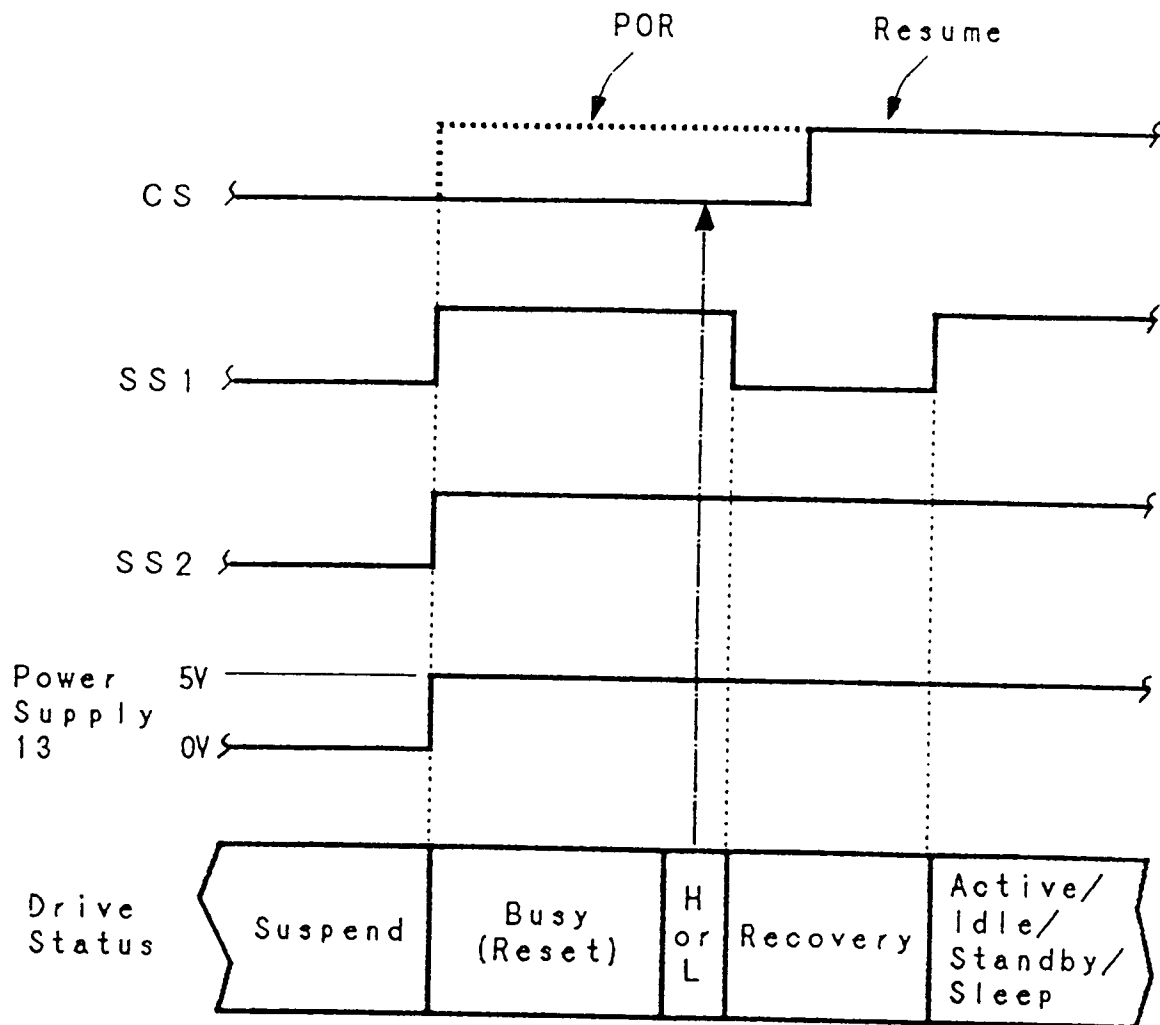 POR
Resume
CS
SS1
SS2
Power
Supply
13
5V
0V
Drive
Status
Suspend
Busy
(Reset)
H
or
L
Recovery
Active/
Idle/
Standby/
Sleep